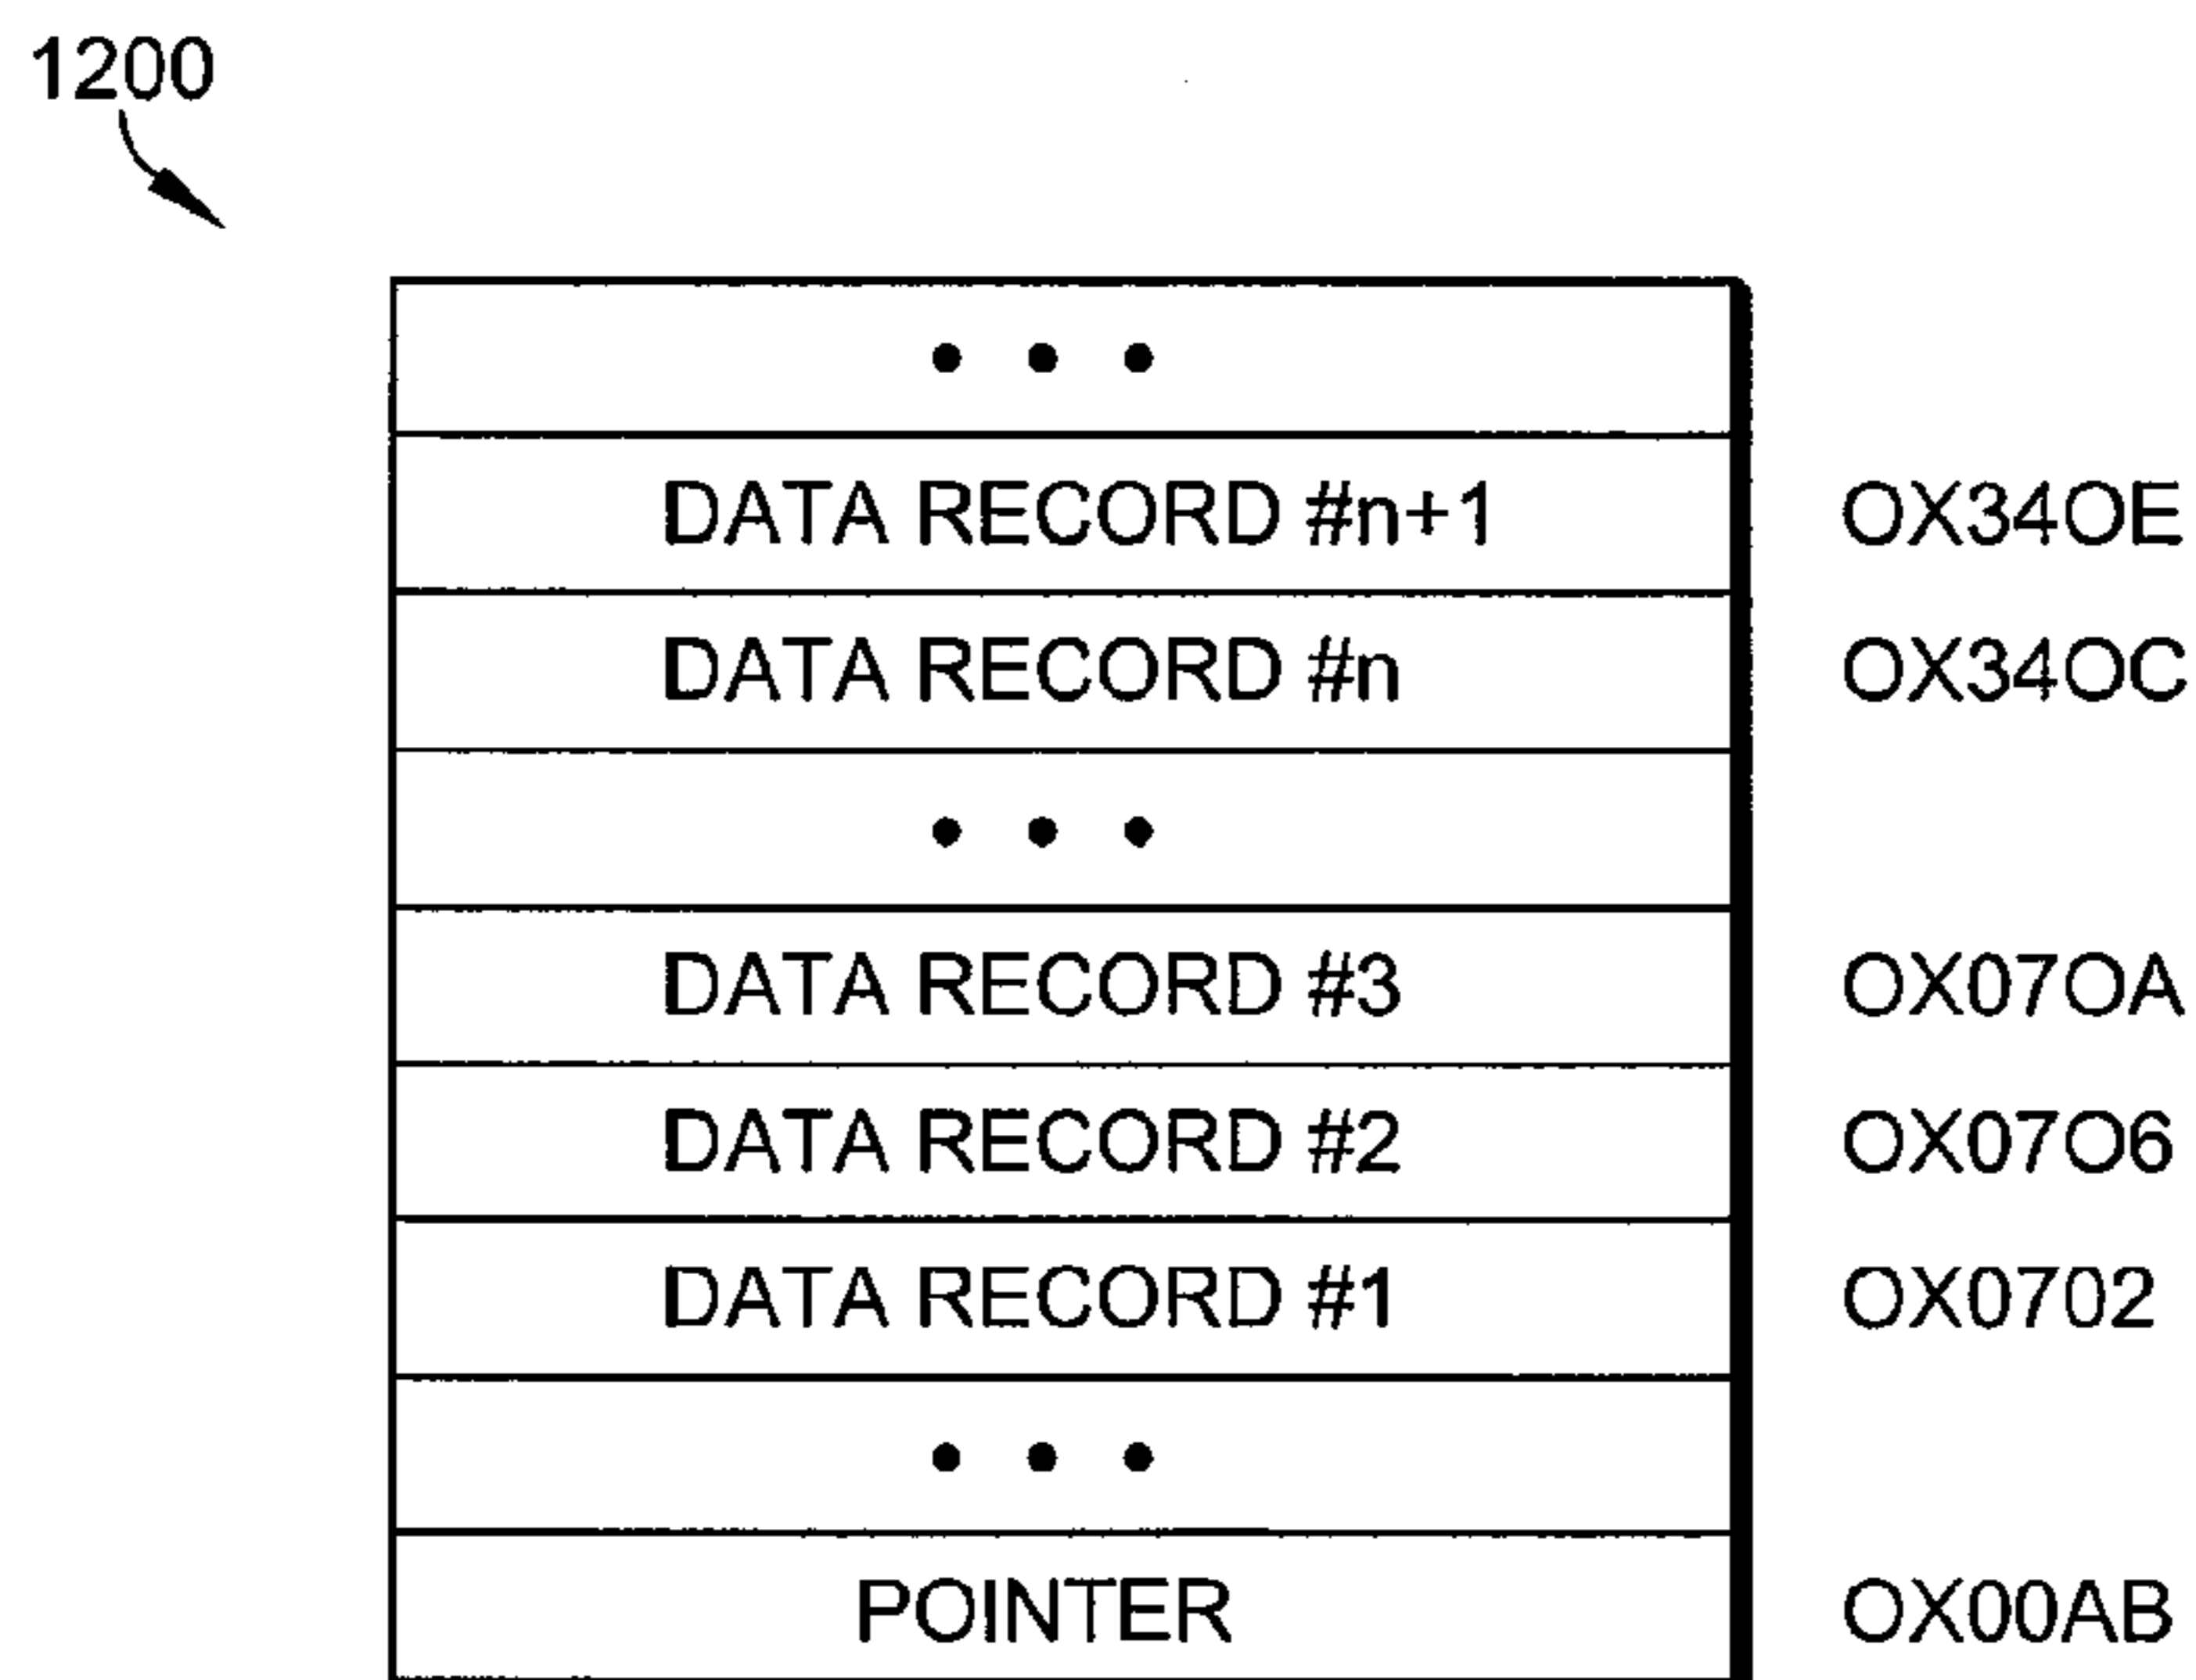 1200
• • •
DATA RECORD #n+1 OX34OE
DATA RECORD #n OX34OC
• • •
DATA RECORD #3 OX07OA
DATA RECORD #2 OX07O6
DATA RECORD #1 OX0702
• • •
POINTER OX00AB